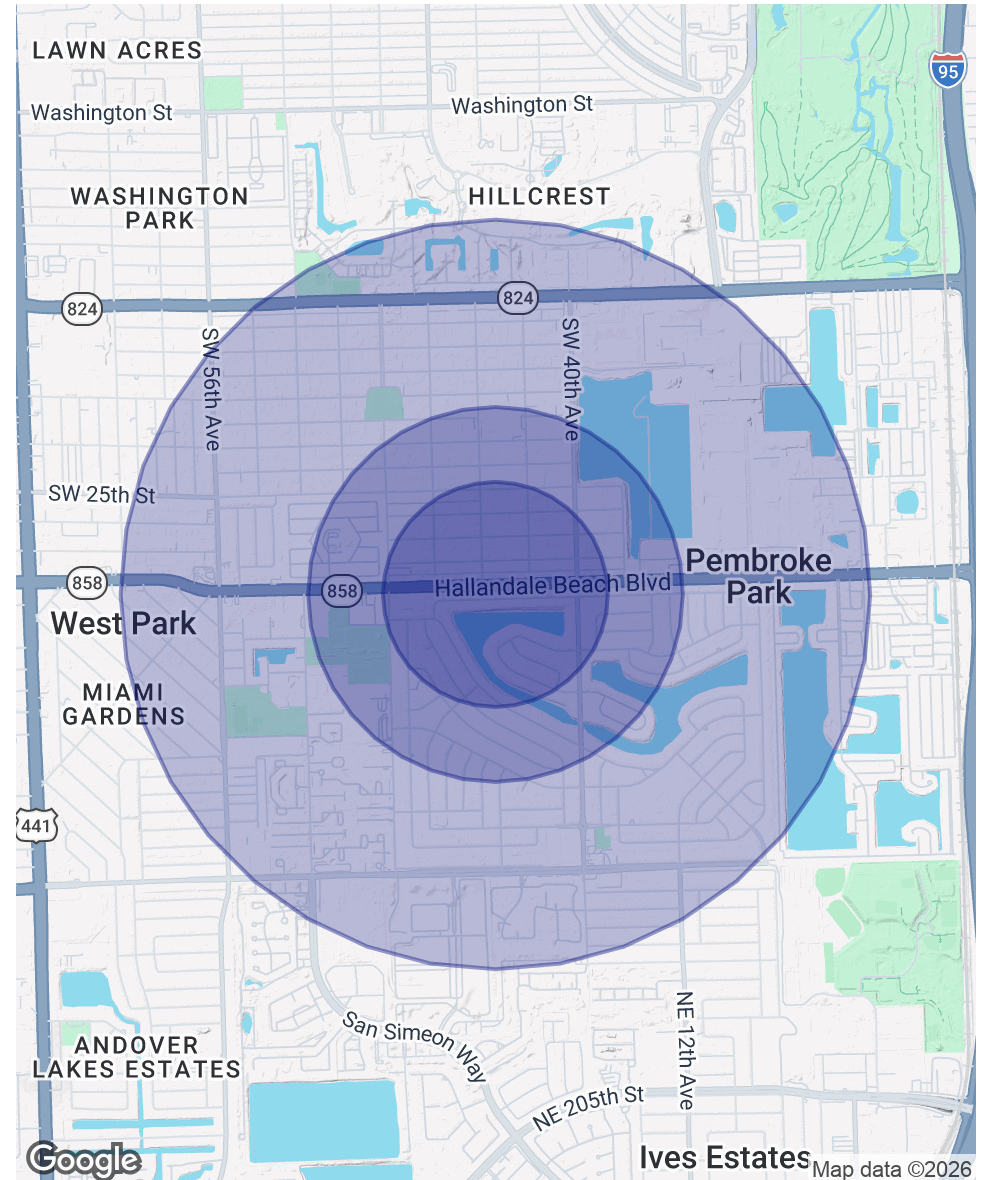 LAWN ACRES
95
Washington St
Washington St
WASHINGTON
PARK
HILLCREST
824
824
SW 56th Ave
SW 40th Ave
SW 25th St
858
858
Hallandale Beach Blvd
Pembroke
Park
West Park
MIAMI
GARDENS
441
San Simeon Way
NE 12th Ave
ANDOVER
LAKES ESTATES
NE 205th St
Ives Estates
Google
Map data ©2026